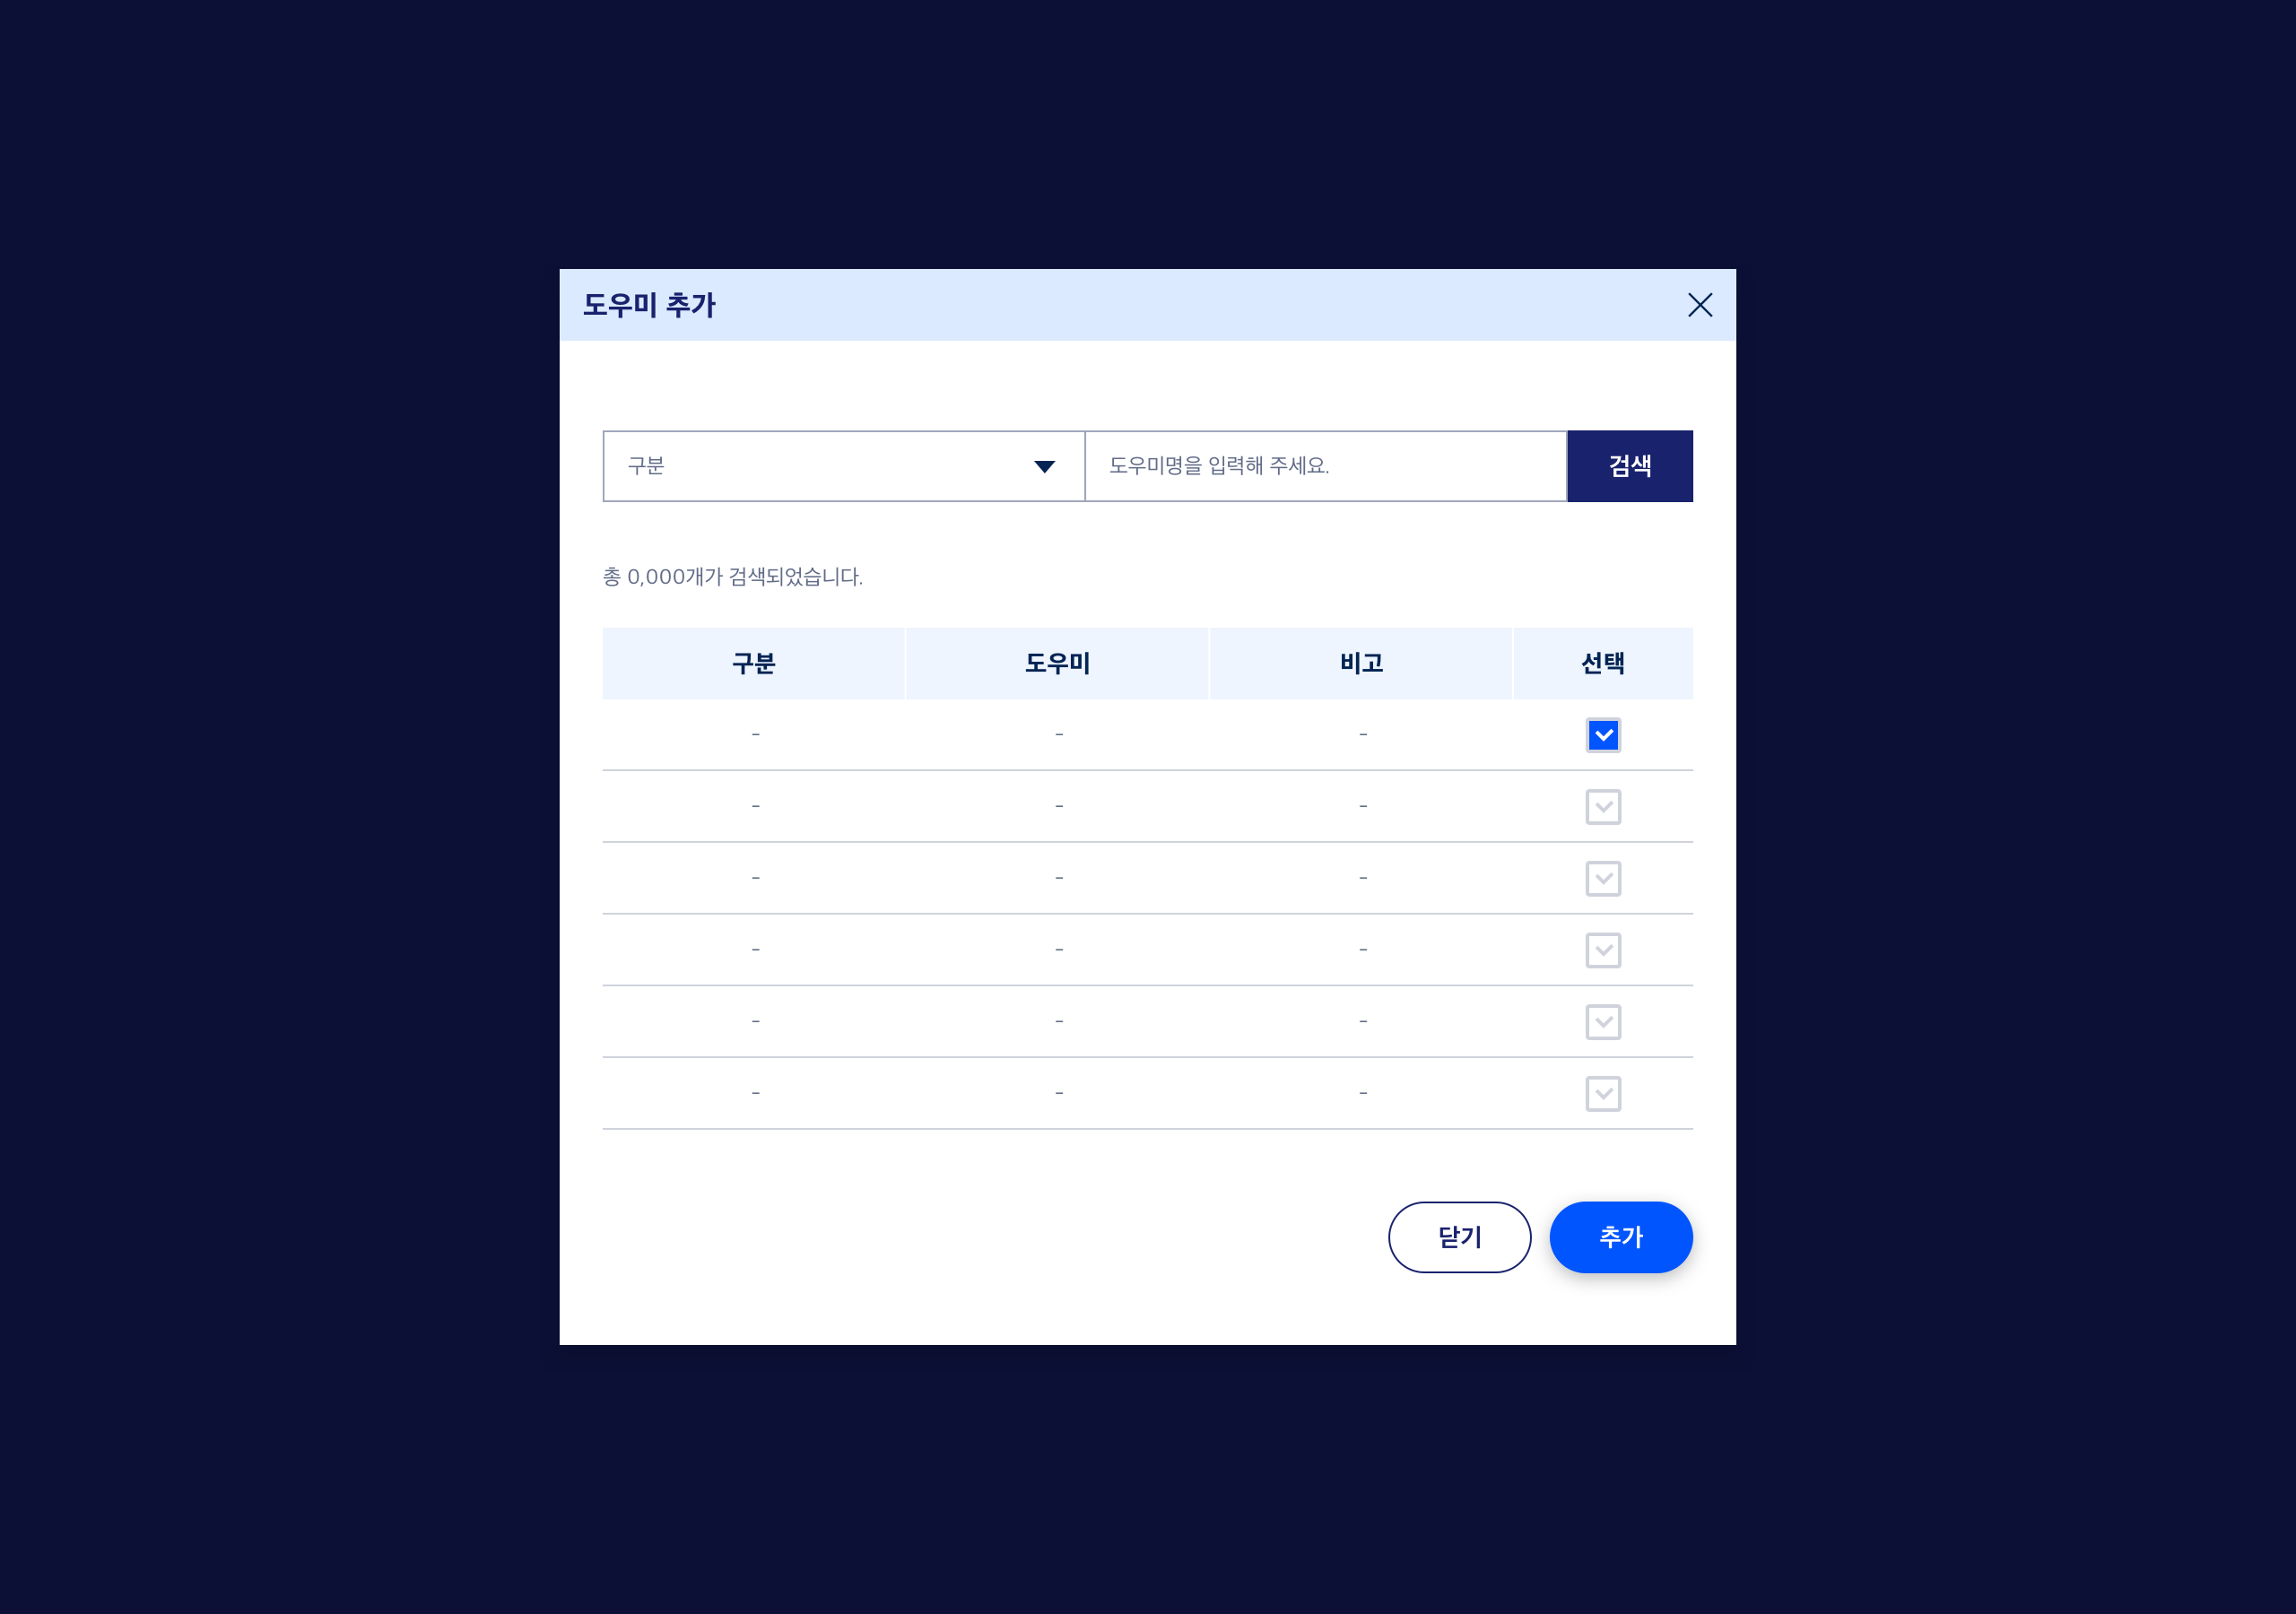 도우미 추가
구분 도우미명을 입력해 주세요. 검색
총 0,000개가 검색되었습니다.
구분 도우미 비고 선택
- - -
- - -
- - -
- - -
- - -
- - -
닫기 추가